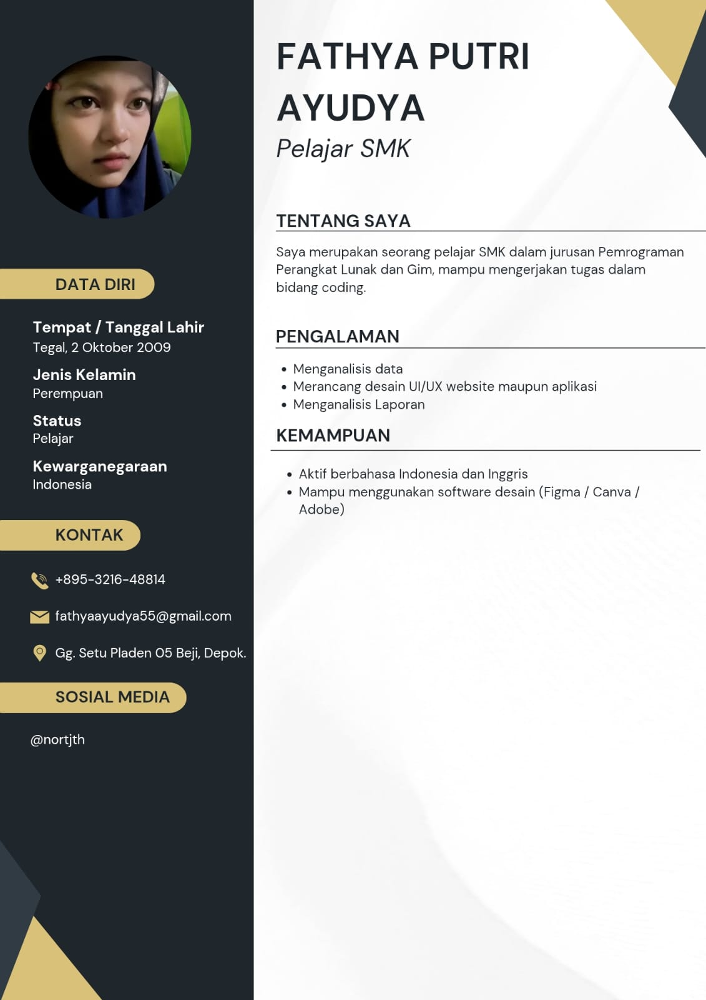 FATHYA PUTRI
AYUDYA
Pelajar SMK
TENTANG SAYA
Saya merupakan seorang pelajar SMK dalam jurusan Pemrograman
Perangkat Lunak dan Gim, mampu mengerjakan tugas dalam
bidang coding.
PENGALAMAN
• Menganalisis data
• Merancang desain UI/UX website maupun aplikasi
• Menganalisis Laporan
KEMAMPUAN
• Aktif berbahasa Indonesia dan Inggris
• Mampu menggunakan software desain (Figma / Canva /
Adobe)
DATA DIRI
Tempat / Tanggal Lahir
Tegal, 2 Oktober 2009
Jenis Kelamin
Perempuan
Status
Pelajar
Kewarganegaraan
Indonesia
KONTAK
+895-3216-48814
fathyaayudya55@gmail.com
Gg. Setu Pladen 05 Beji, Depok.
SOSIAL MEDIA
@nortjth